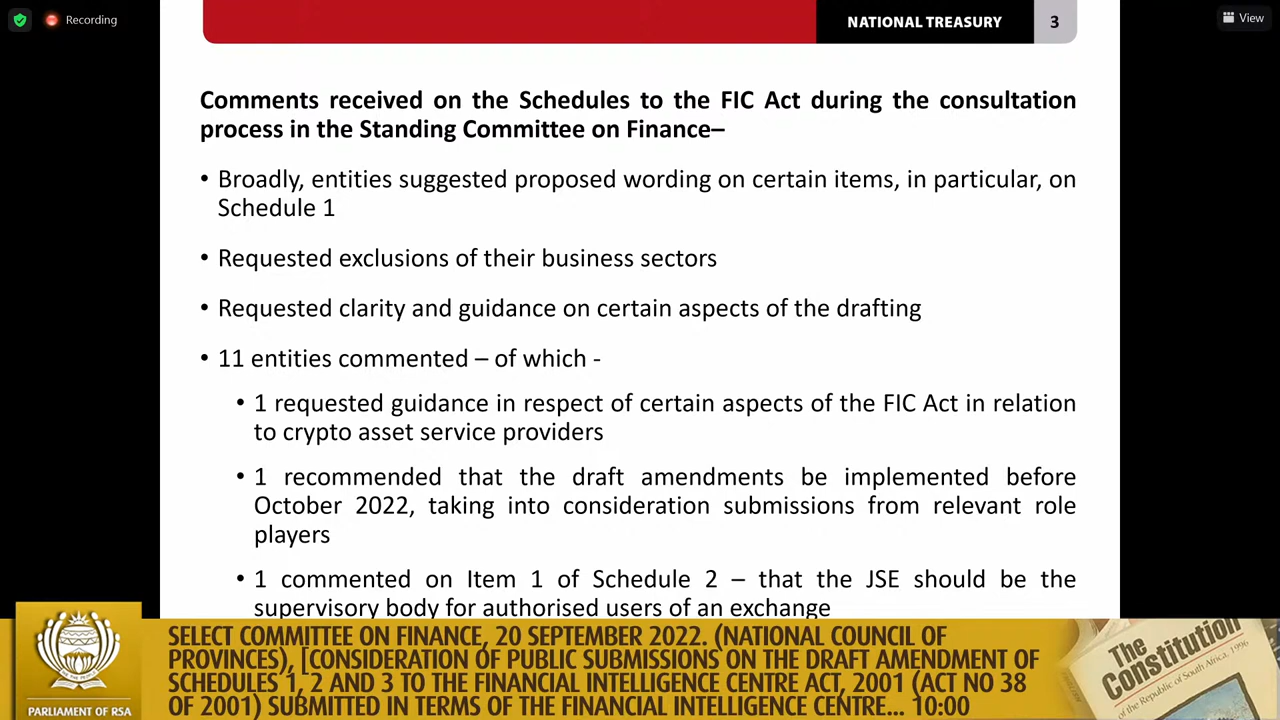 Recording
NATIONAL TREASURY 3
View
Comments received on the Schedules to the FIC Act during the consultation
process in the Standing Committee on Finance–
• Broadly, entities suggested proposed wording on certain items, in particular, on
Schedule 1
• Requested exclusions of their business sectors
• Requested clarity and guidance on certain aspects of the drafting
• 11 entities commented – of which -
• 1 requested guidance in respect of certain aspects of the FIC Act in relation
to crypto asset service providers
• 1 recommended that the draft amendments be implemented before
October 2022, taking into consideration submissions from relevant role
players
• 1 commented on Item 1 of Schedule 2 – that the JSE should be the
supervisory body for authorised users of an exchange
SELECT COMMITTEE ON FINANCE, 20 SEPTEMBER 2022. (NATIONAL COUNCIL OF
PROVINCES), [CONSIDERATION OF PUBLIC SUBMISSIONS ON THE DRAFT AMENDMENT OF
SCHEDULES 1, 2 AND 3 TO THE FINANCIAL INTELLIGENCE CENTRE ACT, 2001 (ACT NO 38
OF 2001) SUBMITTED IN TERMS OF THE FINANCIAL INTELLIGENCE CENTRE... 10:00
PARLIAMENT OF RSA
The
Constitution
of the Republic of South Africa, 1996